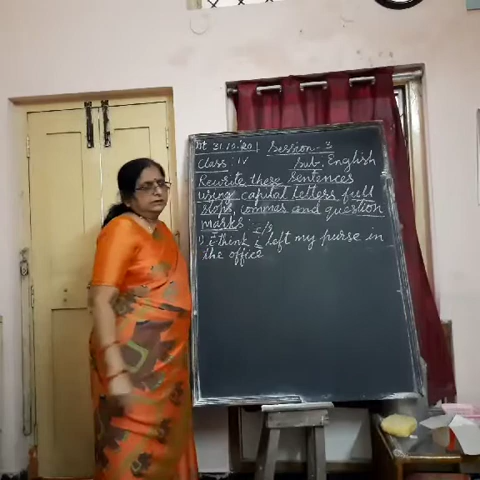 Dt 31.10.20 Session-3
Class: IV Sub. English
Rewrite these sentences
using capital letters, full
stops, commas and question
marks:
c/s
1) i think i left my purse in
the office